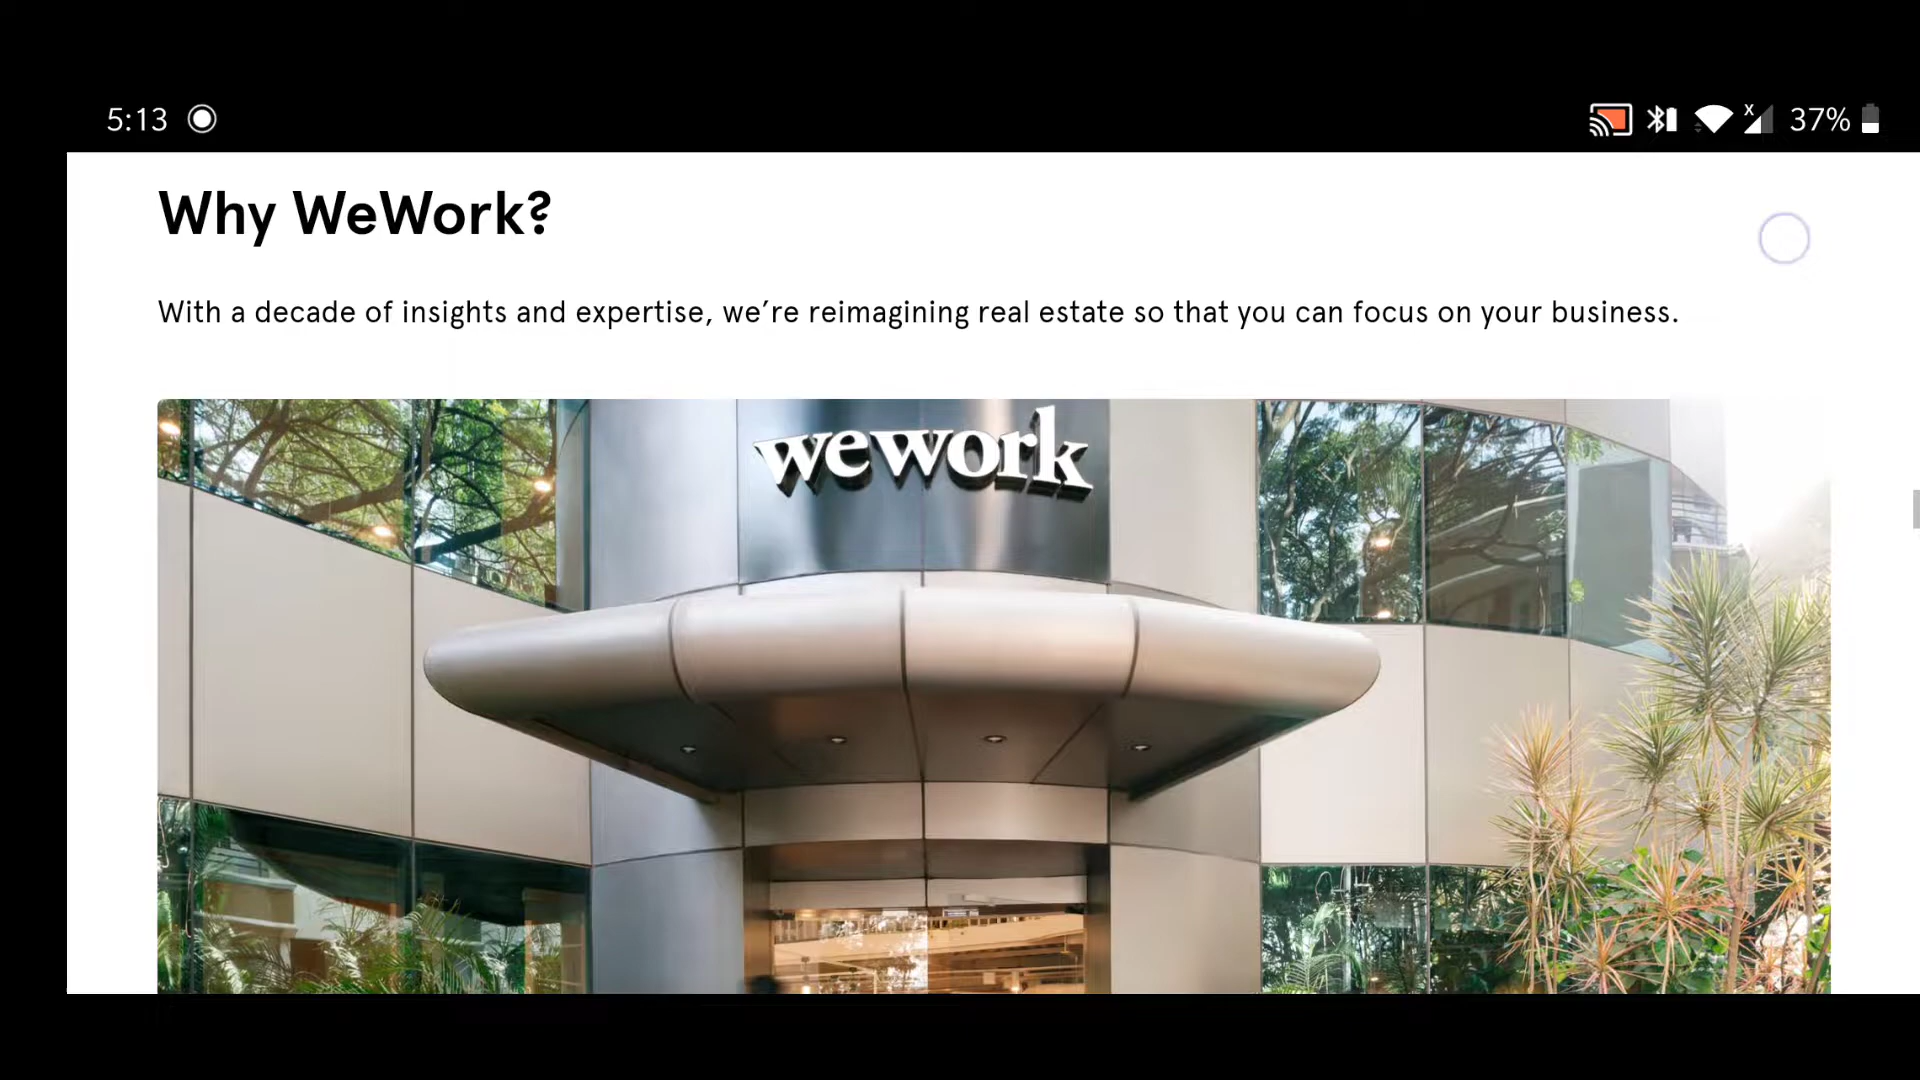 5:13
37%
Why WeWork?
With a decade of insights and expertise, we’re reimagining real estate so that you can focus on your business.
wework